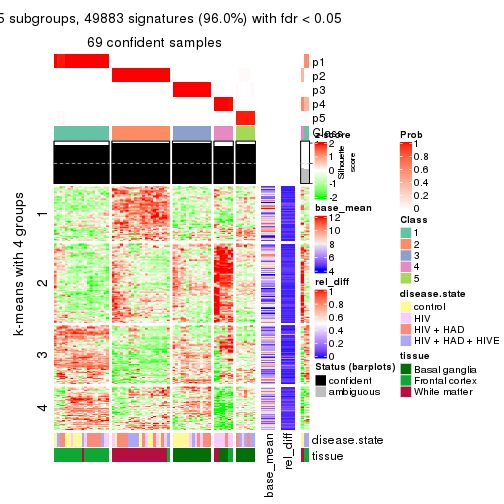 5 subgroups, 49883 signatures (96.0%) with fdr < 0.05
69 confident samples
p1
p2
p3
p4
p5
Class
Silhouette
score
k-means with 4 groups
1
2
3
4
disease.state
tissue
base_mean
rel_diff
z-score
2
1
0
-1
-2
base_mean
12
10
8
6
4
rel_diff
1
0.8
0.6
0.4
0.2
0
Status (barplots)
confident
ambiguous
Prob
1
0.8
0.6
0.4
0.2
0
Class
1
2
3
4
5
disease.state
control
HIV
HIV + HAD
HIV + HAD + HIVE
tissue
Basal ganglia
Frontal cortex
White matter